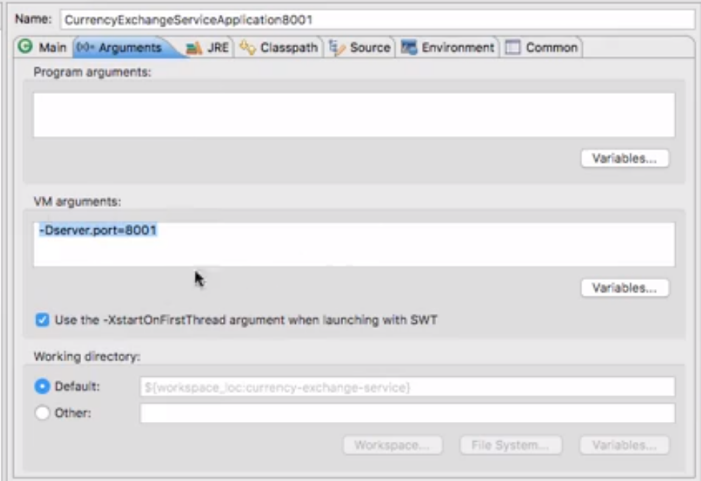 Name: CurrencyExchangeServiceApplication8001
Main (x)= Arguments JRE Classpath Source Environment Common
Program arguments:
Variables...
VM arguments:
-Dserver.port=8001
Variables...
Use the -XstartOnFirstThread argument when launching with SWT
Working directory:
Default: ${workspace_loc:currency-exchange-service}
Other:
Workspace... File System... Variables...